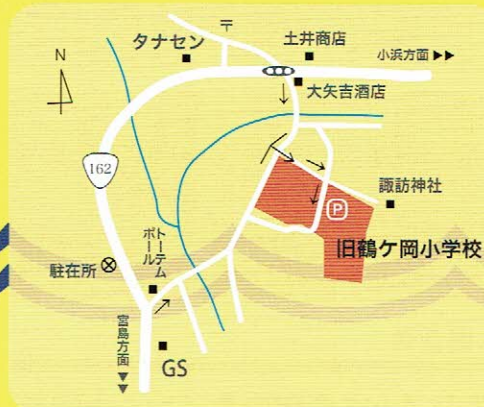 〒
タナセン
土井商店
小浜方面 ▶▶
N
大矢吉酒店
162
諏訪神社
P
旧鶴ケ岡小学校
トーテム
ポール
駐在所
宮島方面 ▼▼
GS